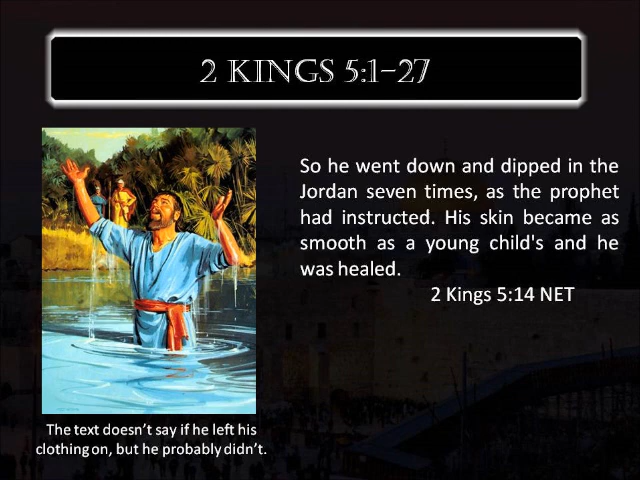 2 KINGS 5:1-27
So he went down and dipped in the
Jordan seven times, as the prophet
had instructed. His skin became as
smooth as a young child's and he
was healed.
2 Kings 5:14 NET
The text doesn't say if he left his
clothing on, but he probably didn't.